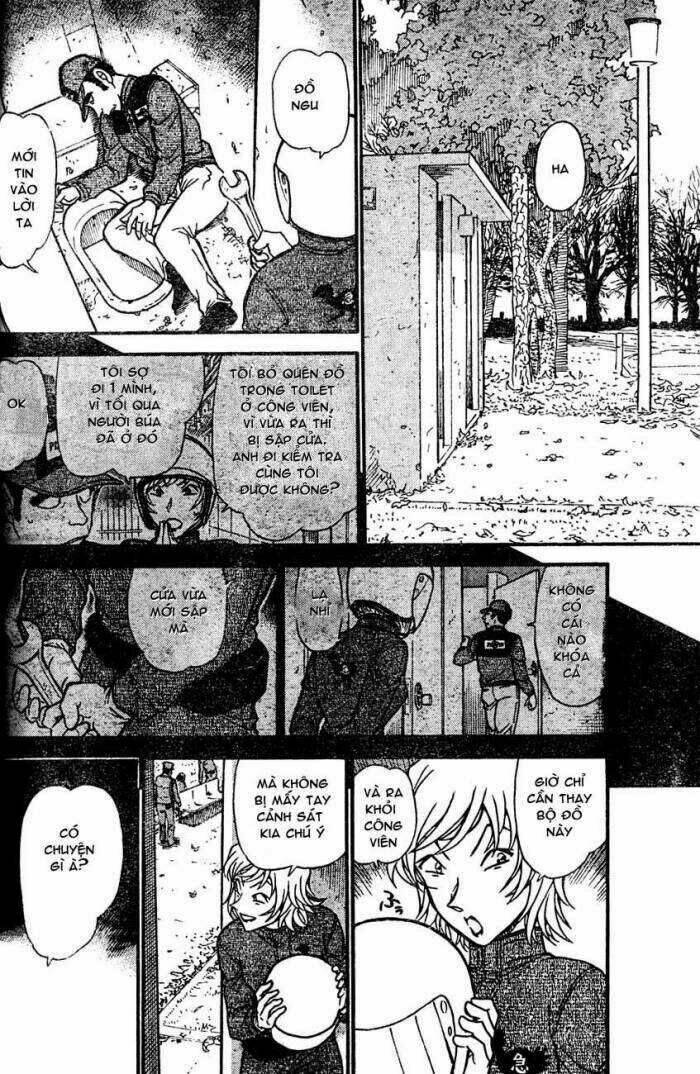 HA
ĐỒ
NGU
MỚI
TIN
VÀO
LỜI
TA
TÔI BỎ QUÊN ĐỒ
TRONG TOILET
Ở CÔNG VIÊN,
VÌ VỪA RA THÌ
BỊ SẬP CỬA.
ANH ĐI KIỂM TRA
CÙNG TÔI
ĐƯỢC KHÔNG?
TÔI SỢ
ĐI 1 MÌNH,
VÌ TỐI QUA
NGƯỜI BÚA
ĐÃ Ở ĐÓ
OK
KHÔNG
CÓ
CÁI
NÀO
KHÓA
CẢ
LẠ
NHỈ
CỬA VỪA
MỚI SẬP
MÀ
GIỜ CHỈ
CẦN THAY
BỘ ĐỒ
NÀY
VÀ RA
KHỎI
CÔNG
VIÊN
ふう
急
MÀ KHÔNG
BỊ MẤY TAY
CẢNH SÁT
KIA CHÚ Ý
CÓ
CHUYỆN
GÌ À?